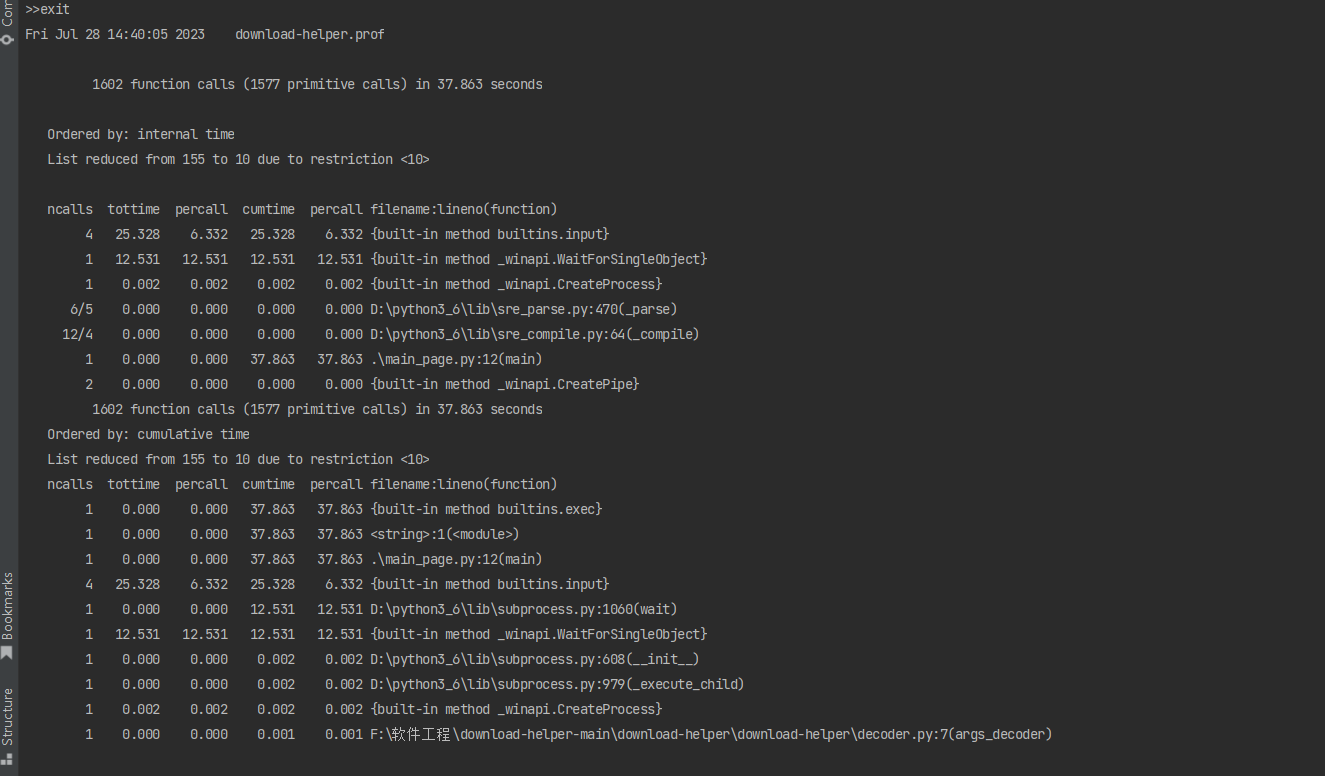 >>exit
Fri Jul 28 14:40:05 2023    download-helper.prof
1602 function calls (1577 primitive calls) in 37.863 seconds
Ordered by: internal time
List reduced from 155 to 10 due to restriction <10>
ncalls  tottime  percall  cumtime  percall filename:lineno(function)
4   25.328    6.332   25.328    6.332 {built-in method builtins.input}
1   12.531   12.531   12.531   12.531 {built-in method _winapi.WaitForSingleObject}
1    0.002    0.002    0.002    0.002 {built-in method _winapi.CreateProcess}
6/5    0.000    0.000    0.000    0.000 D:\python3_6\lib\sre_parse.py:470(_parse)
12/4    0.000    0.000    0.000    0.000 D:\python3_6\lib\sre_compile.py:64(_compile)
1    0.000    0.000   37.863   37.863 .\main_page.py:12(main)
2    0.000    0.000    0.000    0.000 {built-in method _winapi.CreatePipe}
1602 function calls (1577 primitive calls) in 37.863 seconds
Ordered by: cumulative time
List reduced from 155 to 10 due to restriction <10>
ncalls  tottime  percall  cumtime  percall filename:lineno(function)
1    0.000    0.000   37.863   37.863 {built-in method builtins.exec}
1    0.000    0.000   37.863   37.863 <string>:1(<module>)
1    0.000    0.000   37.863   37.863 .\main_page.py:12(main)
4   25.328    6.332   25.328    6.332 {built-in method builtins.input}
1    0.000    0.000   12.531   12.531 D:\python3_6\lib\subprocess.py:1060(wait)
1   12.531   12.531   12.531   12.531 {built-in method _winapi.WaitForSingleObject}
1    0.000    0.000    0.002    0.002 D:\python3_6\lib\subprocess.py:608(__init__)
1    0.000    0.000    0.002    0.002 D:\python3_6\lib\subprocess.py:979(_execute_child)
1    0.002    0.002    0.002    0.002 {built-in method _winapi.CreateProcess}
1    0.000    0.000    0.001    0.001 F:\软件工程\download-helper-main\download-helper\download-helper\decoder.py:7(args_decoder)
Com
Bookmarks
Structure